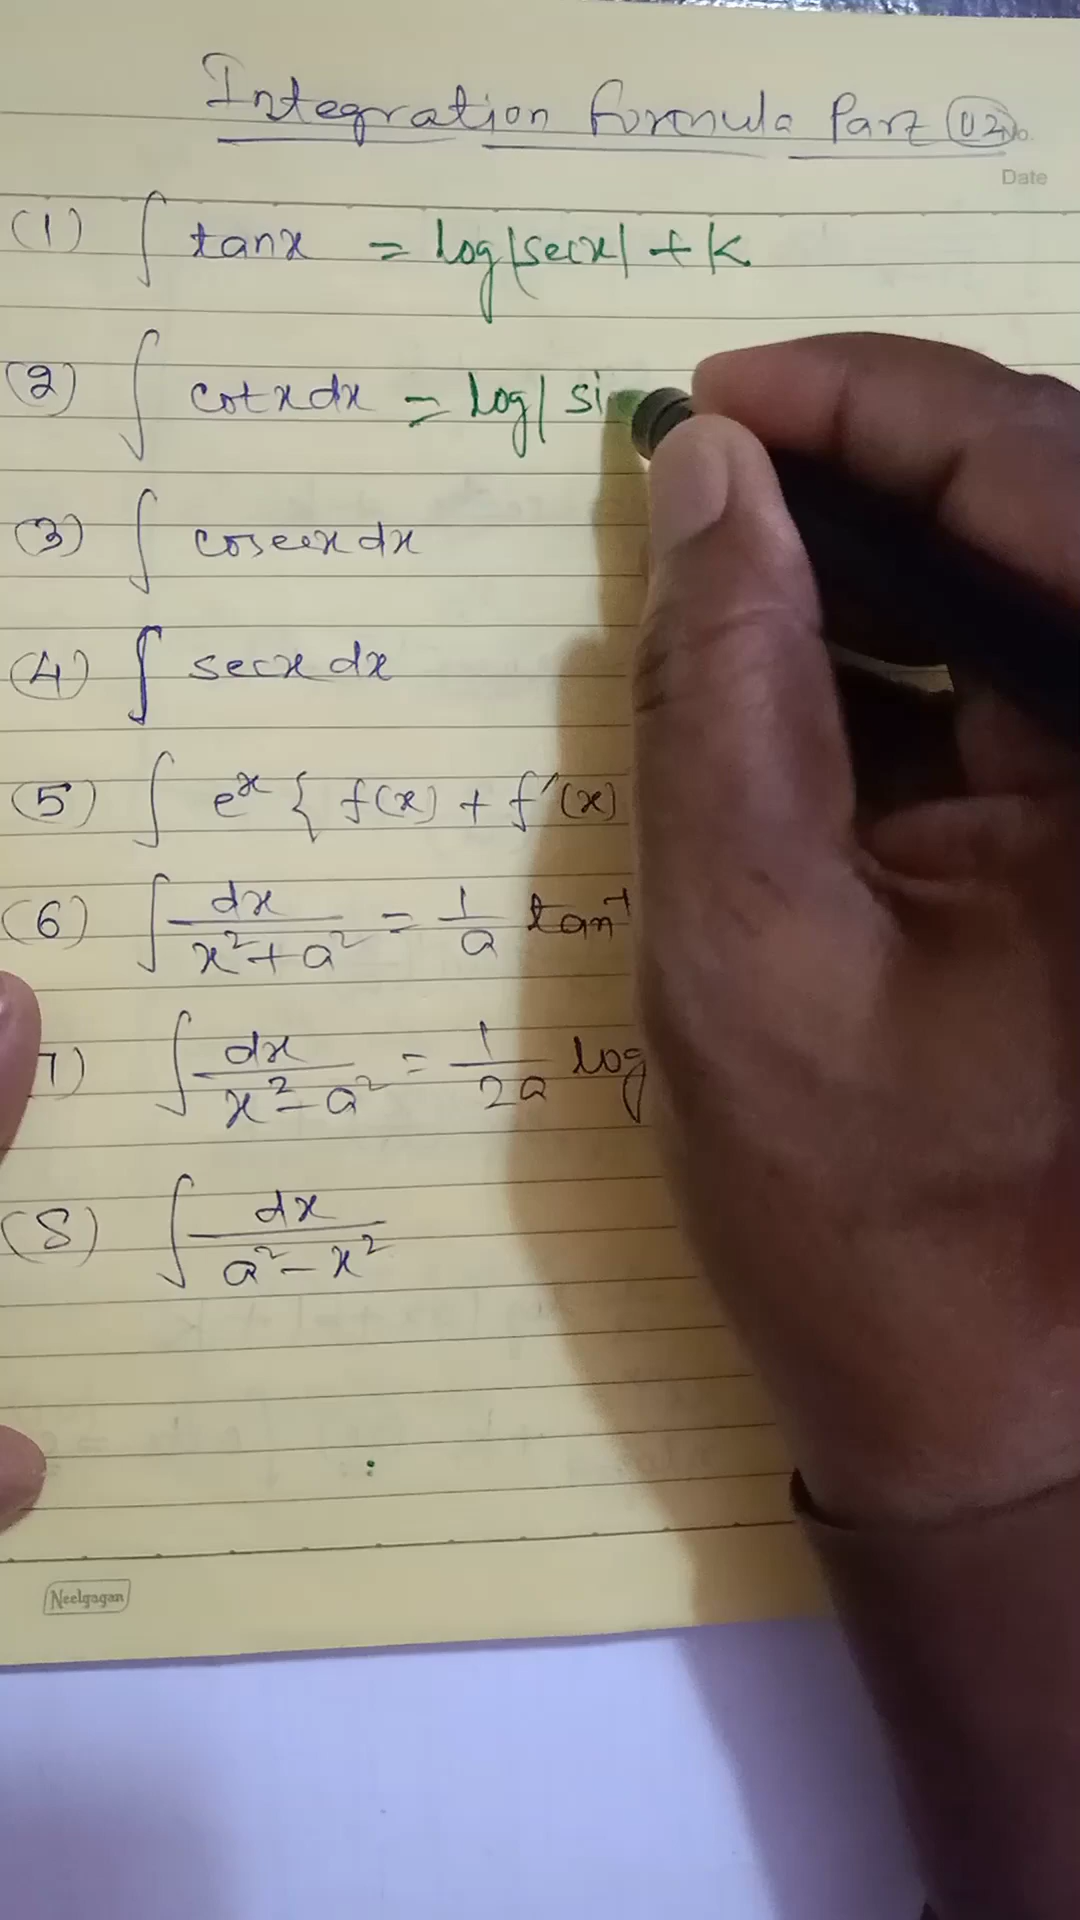 Integration formula Part 02
No.
Date
(1) ∫ tanx = log|secx| + k
(2) ∫ cotx dx = log| si
(3) ∫ cosecx dx
(4) ∫ secx dx
(5) ∫ eˣ { f(x) + f'(x)
(6) ∫ dx/(x²+a²) = 1/a tan⁻¹
7) ∫ dx/(x²-a²) = 1/2a log
(8) ∫ dx/(a²-x²)
Neelgagan